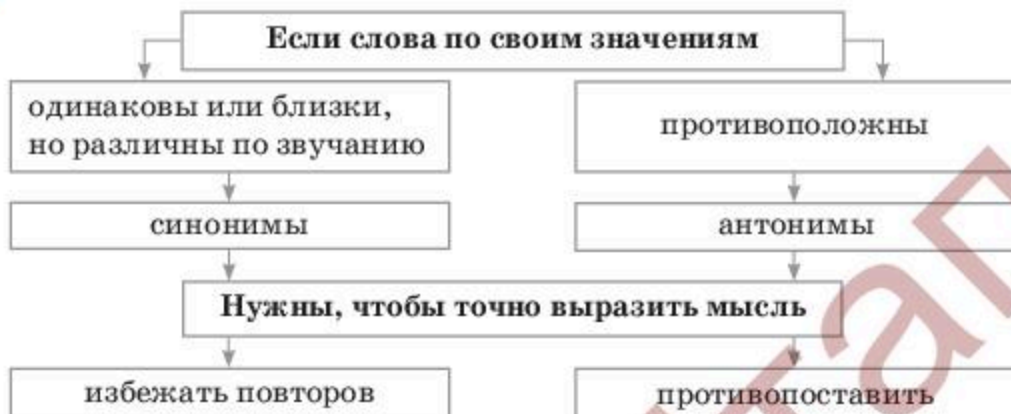 Если слова по своим значениям
одинаковы или близки,
но различны по звучанию
противоположны
синонимы
антонимы
Нужны, чтобы точно выразить мысль
избежать повторов
противопоставить